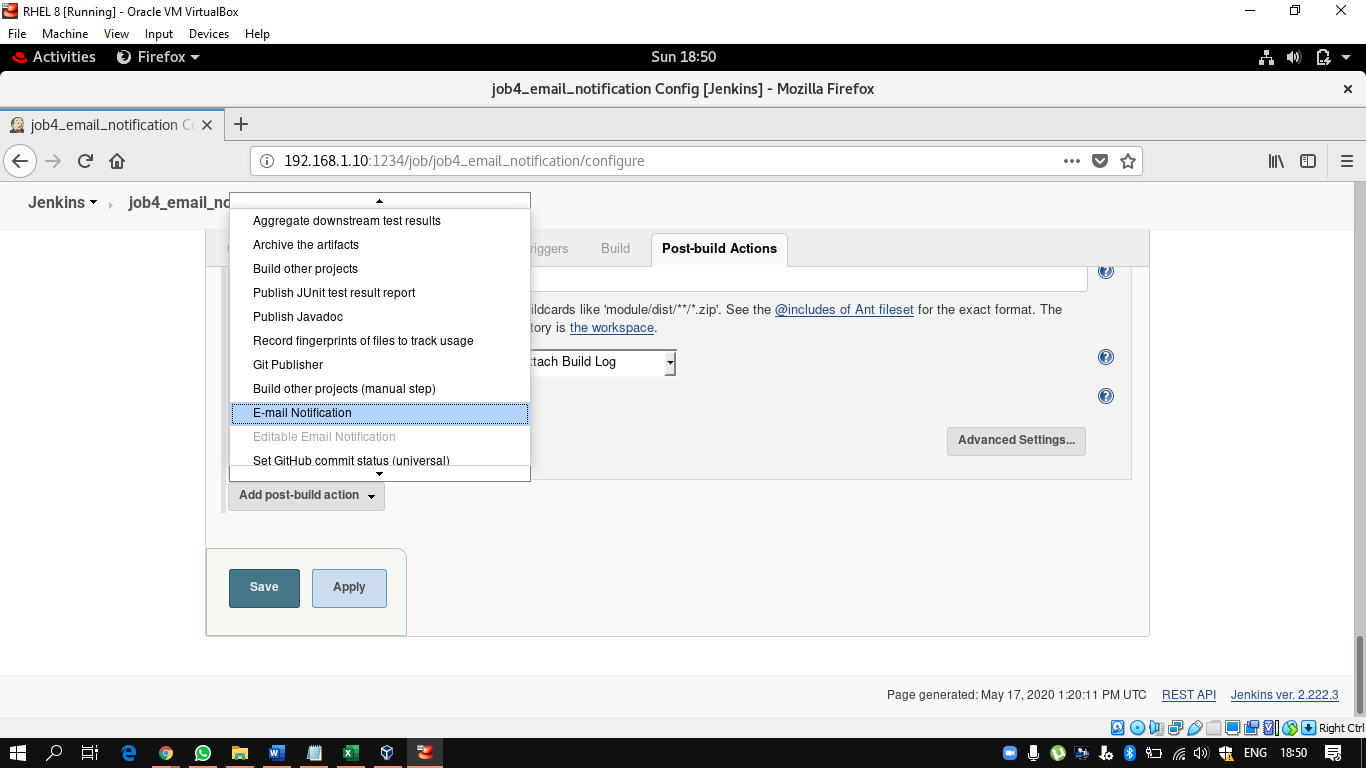 RHEL 8 [Running] - Oracle VM VirtualBox
File Machine View Input Devices Help
Activities Firefox Sun 18:50
job4_email_notification Config [Jenkins] - Mozilla Firefox
job4_email_notification Co
192.168.1.10:1234/job/job4_email_notification/configure
Jenkins job4_email_no
riggers Build Post-build Actions
Aggregate downstream test results
Archive the artifacts
Build other projects
Publish JUnit test result report
Publish Javadoc
Record fingerprints of files to track usage
Git Publisher
Build other projects (manual step)
E-mail Notification
Editable Email Notification
Set GitHub commit status (universal)
ildcards like 'module/dist/**/*.zip'. See the @includes of Ant fileset for the exact format. The
tory is the workspace.
ttach Build Log
Advanced Settings...
Add post-build action
Save Apply
Page generated: May 17, 2020 1:20:11 PM UTC REST API Jenkins ver. 2.222.3
Right Ctrl
ENG 18:50